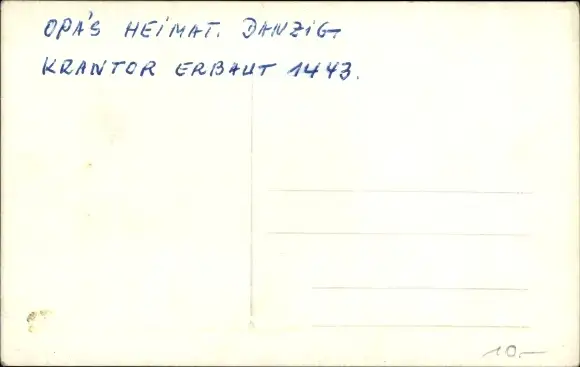 OPA'S HEIMAT. DANZIG
KRANTOR ERBAUT 1443.
10.-